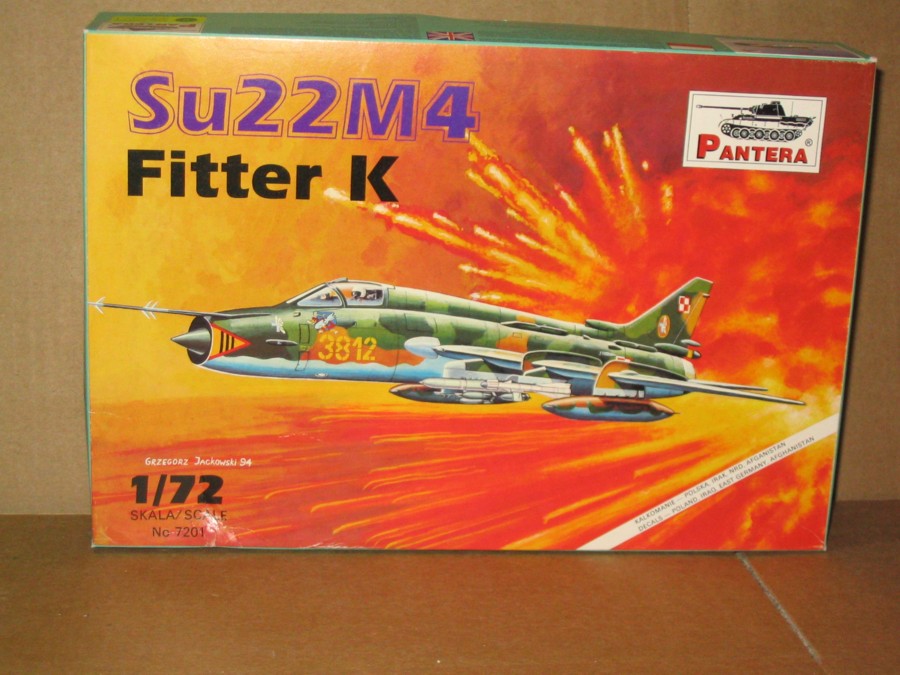 Su22M4
Fitter K
PANTERA®
3812
GRZEGORZ JACKOWSKI 94
1/72
SKALA/SCALE
No 7201
KALKOMANIE - POLSKA, IRAK, NRD, AFGANISTAN
DECALS - POLAND, IRAQ, EAST GERMANY, AFGHANISTAN